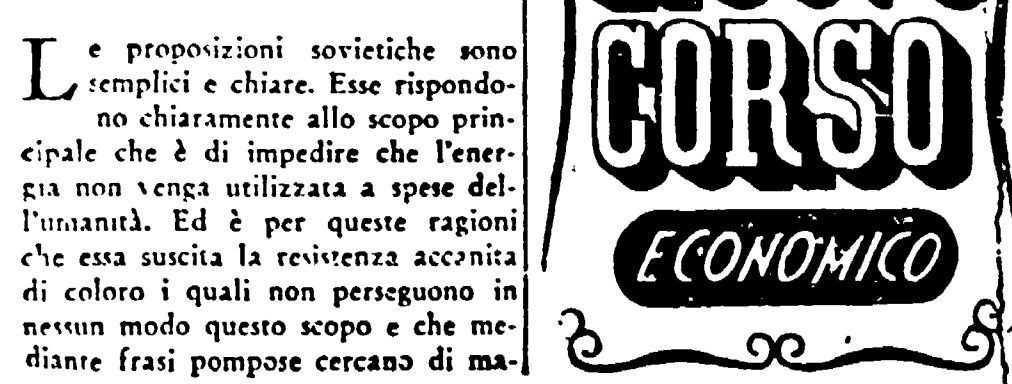 Le proposizioni sovietiche sono
semplici e chiare. Esse rispondo-
no chiaramente allo scopo prin-
cipale che è di impedire che l'ener-
gia non venga utilizzata a spese del-
l'umanità. Ed è per queste ragioni
che essa suscita la resistenza accanita
di coloro i quali non perseguono in
nessun modo questo scopo e che me-
diante frasi pompose cercano di ma-
CORSO
ECONOMICO